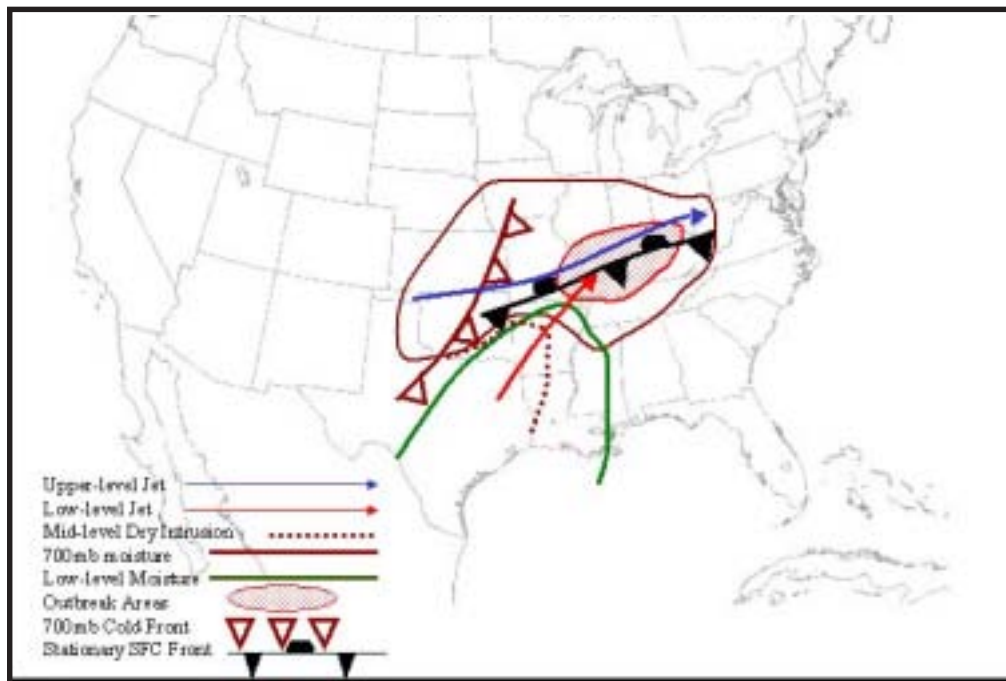 Upper-level Jet
Low-level Jet
Mid-level Dry Intrusion
700mb moisture
Low-level Moisture
Outbreak Areas
700mb Cold Front
Stationary SFC Front